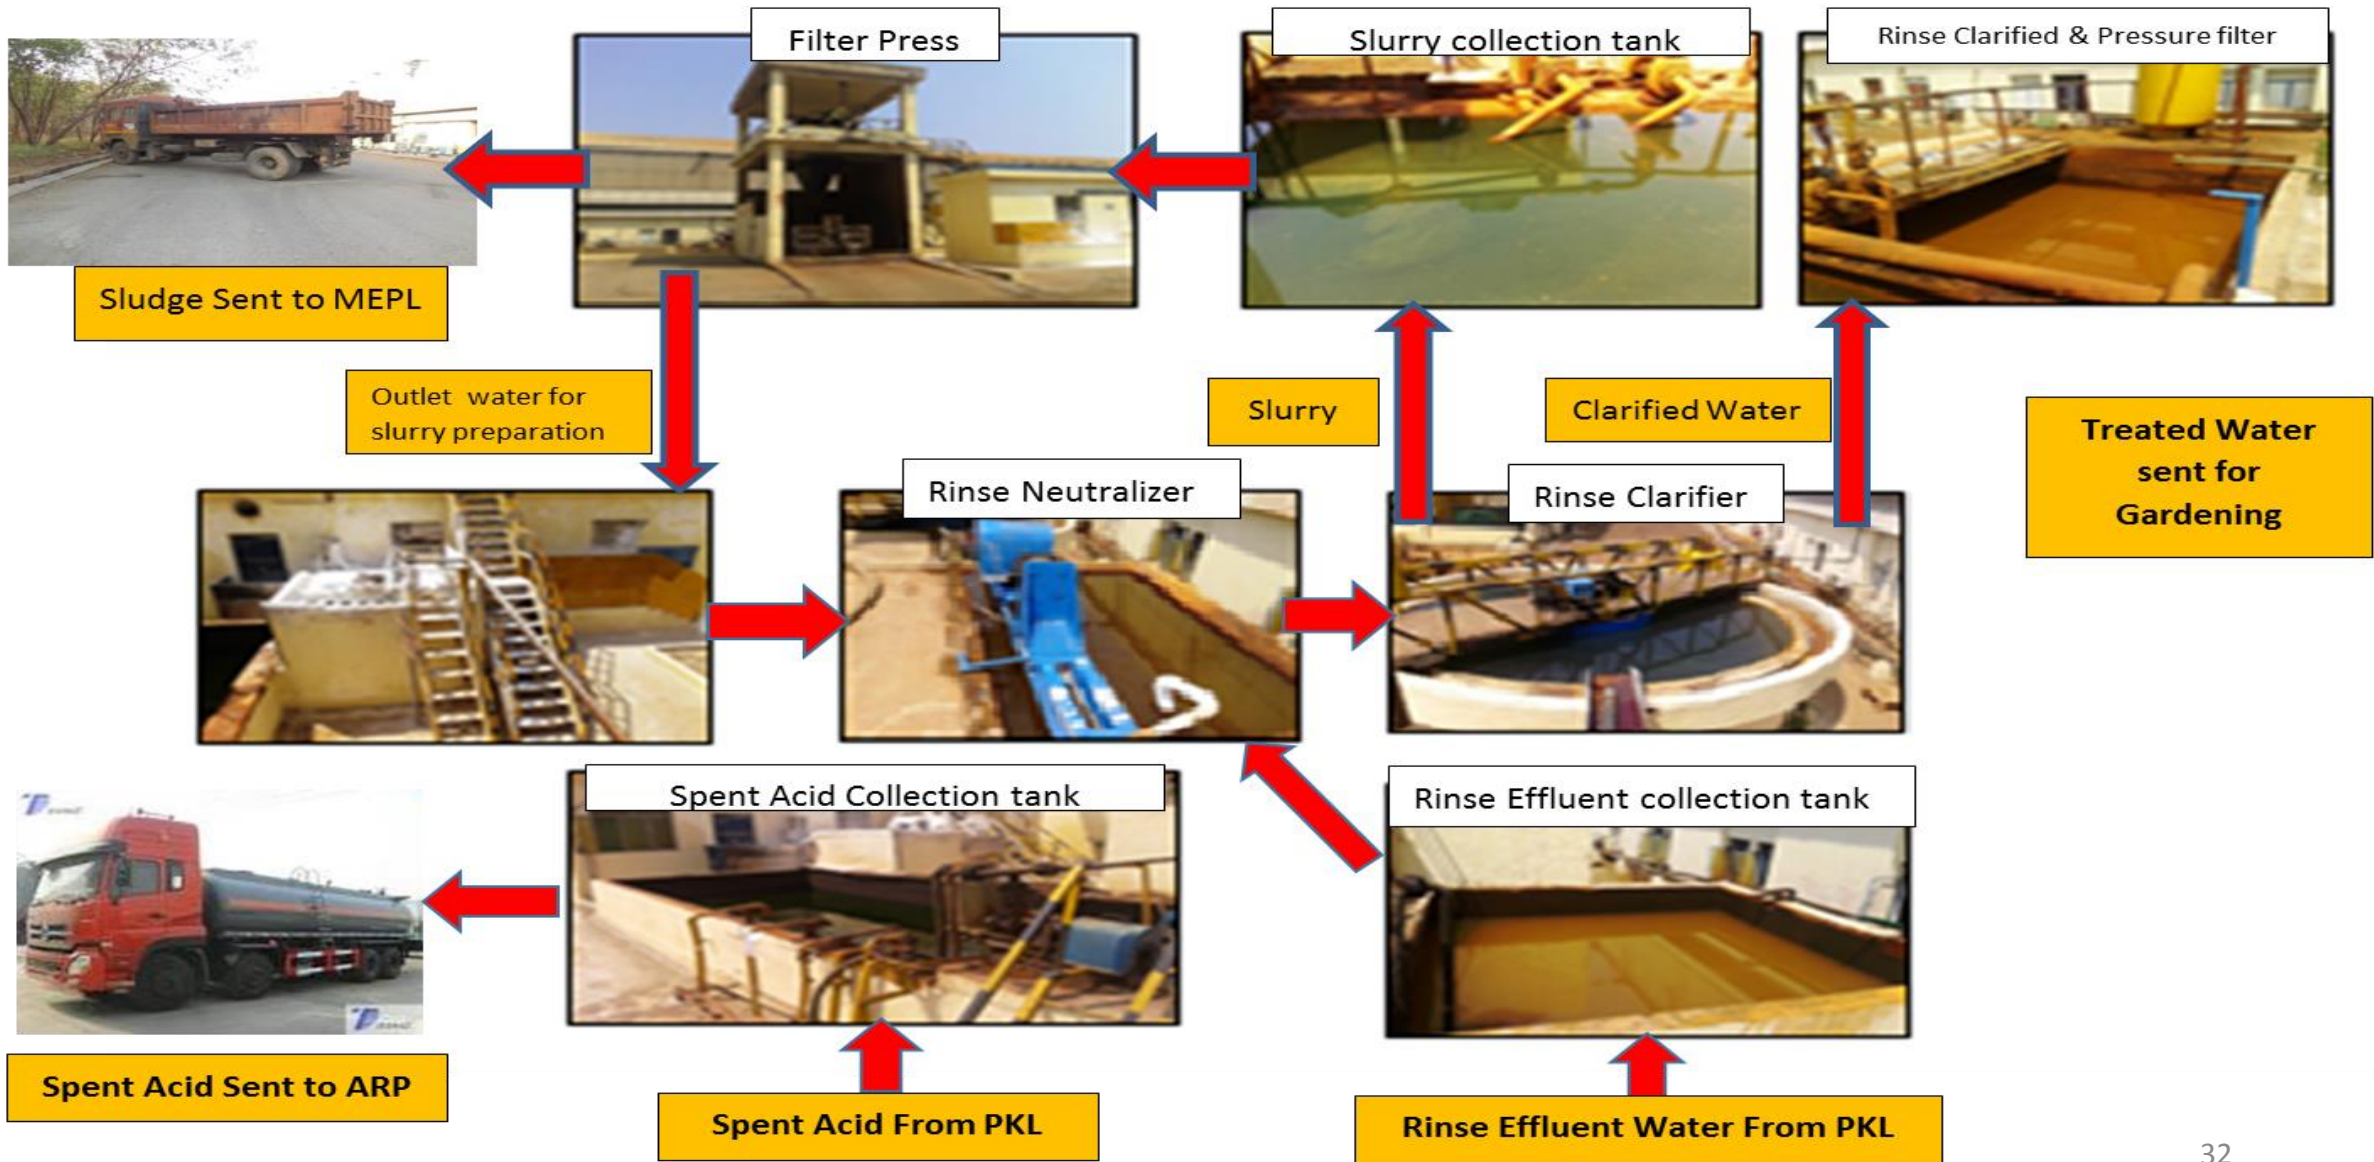 Filter Press
Slurry collection tank
Rinse Clarified & Pressure filter
Sludge Sent to MEPL
Outlet water for
slurry preparation
Slurry
Clarified Water
Treated Water
sent for
Gardening
Rinse Neutralizer
Rinse Clarifier
Spent Acid Collection tank
Rinse Effluent collection tank
Spent Acid Sent to ARP
Spent Acid From PKL
Rinse Effluent Water From PKL
32